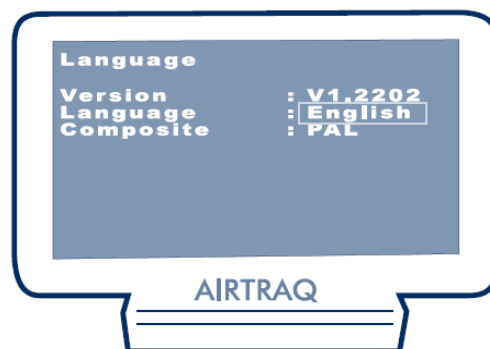 Language
Version : V1.2202
Language : English
Composite : PAL
AIRTRAQ